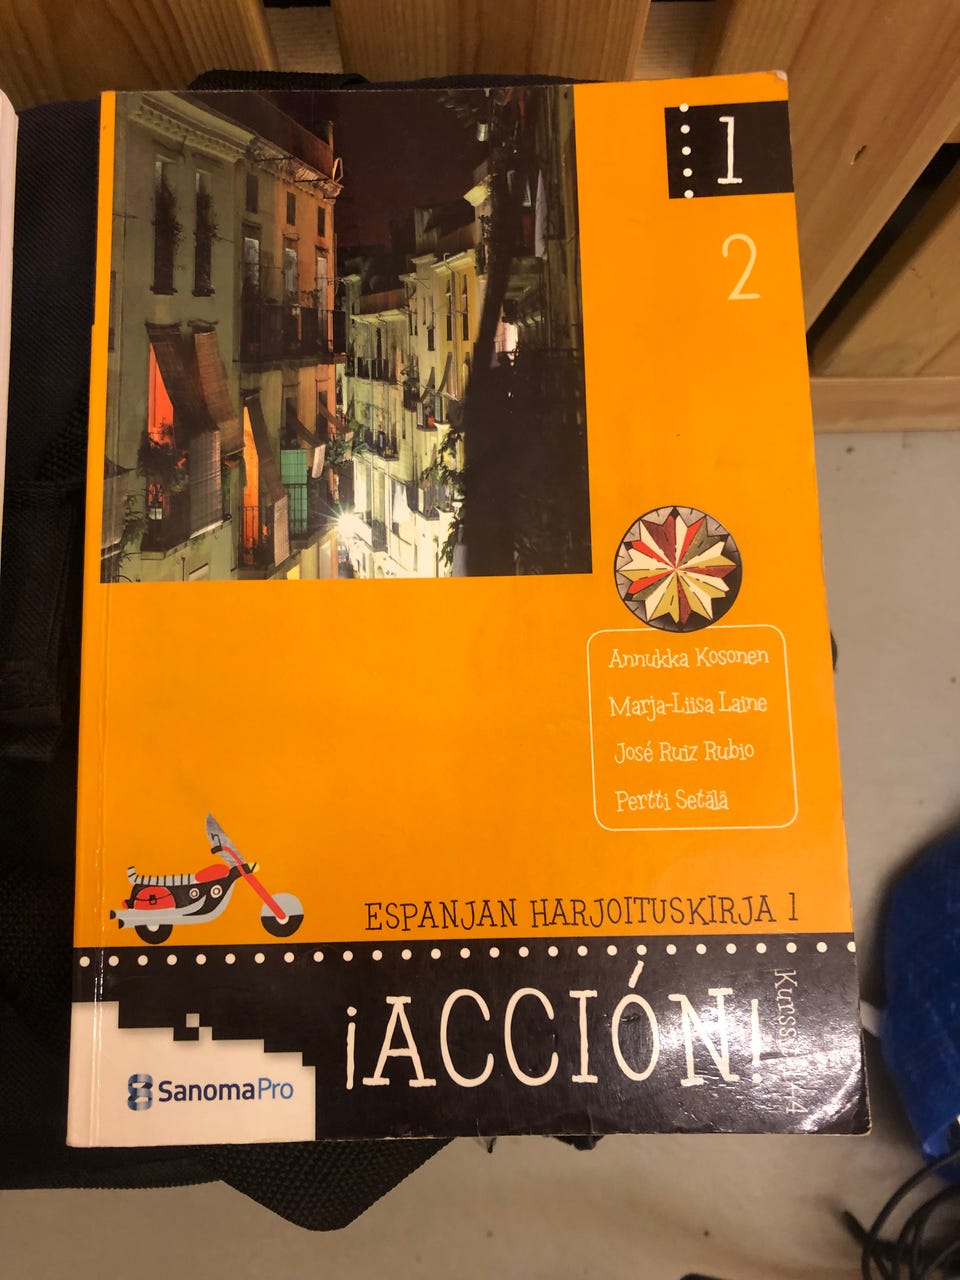 1
2
Annukka Kosonen
Marja-Liisa Laine
José Ruiz Rubio
Pertti Setälä
ESPANJAN HARJOITUSKIRJA 1
¡ACCIÓN!
SanomaPro